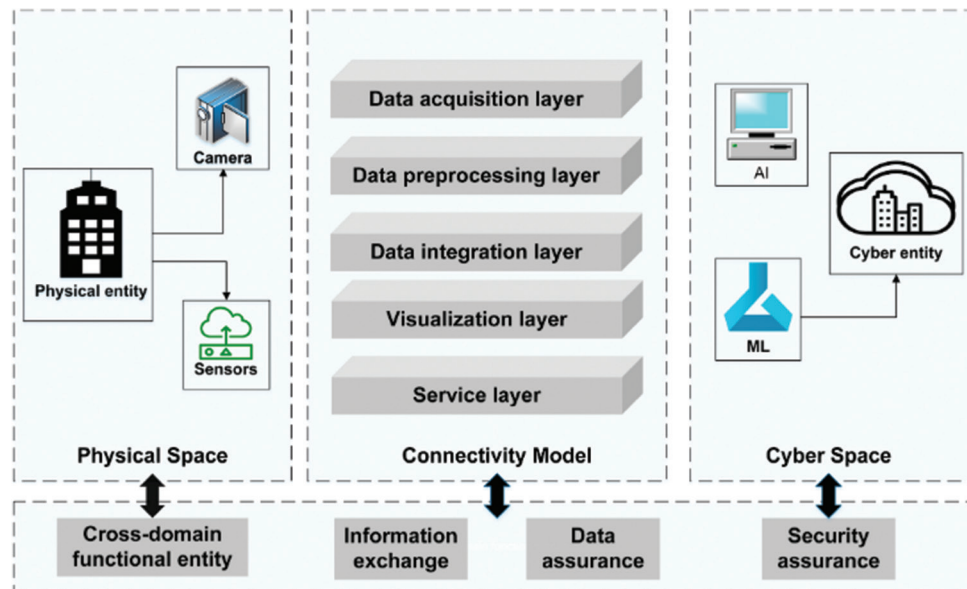 Camera
Physical entity
Sensors
Physical Space
Data acquisition layer
Data preprocessing layer
Data integration layer
Visualization layer
Service layer
Connectivity Model
AI
Cyber entity
ML
Cyber Space
Cross-domain
functional entity
Information
exchange
Data
assurance
Security
assurance